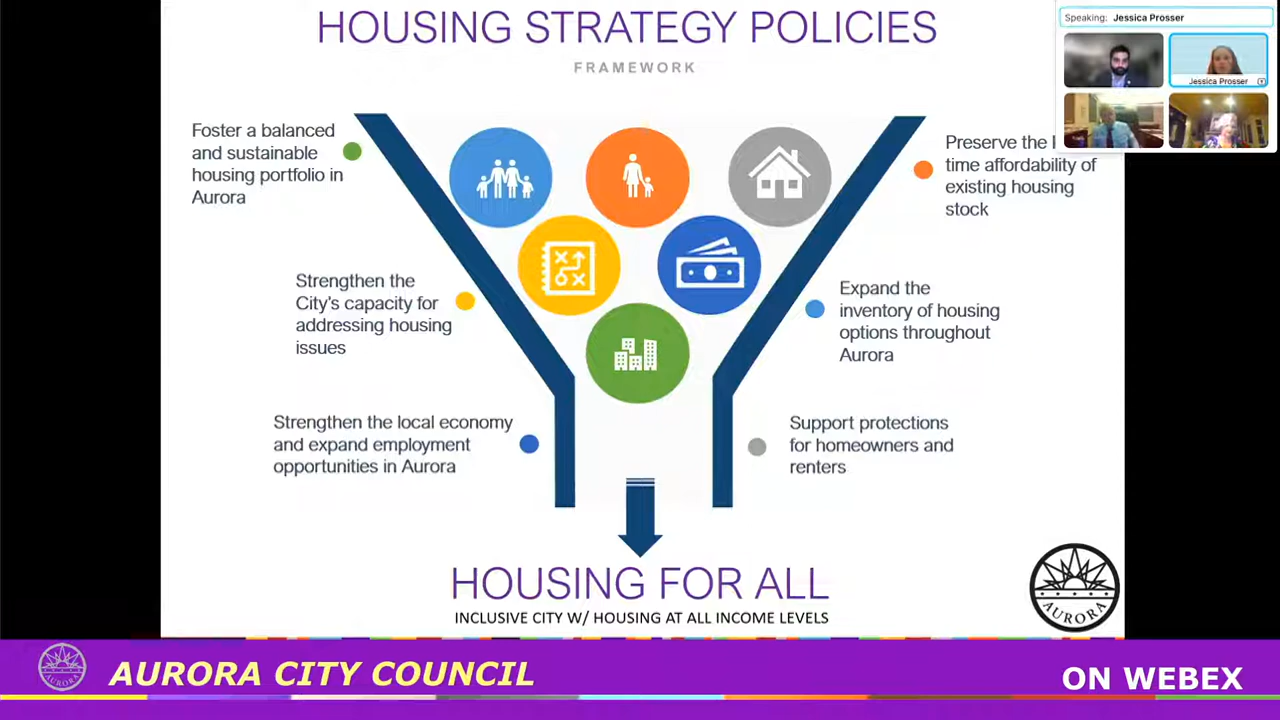 HOUSING STRATEGY POLICIES
FRAMEWORK
Speaking: Jessica Prosser
Jessica Prosser
Foster a balanced
and sustainable
housing portfolio in
Aurora
Preserve the
time affordability of
existing housing
stock
Strengthen the
City's capacity for
addressing housing
issues
Expand the
inventory of housing
options throughout
Aurora
Strengthen the local economy
and expand employment
opportunities in Aurora
Support protections
for homeowners and
renters
HOUSING FOR ALL
INCLUSIVE CITY W/ HOUSING AT ALL INCOME LEVELS
AURORA
AURORA CITY COUNCIL
ON WEBEX